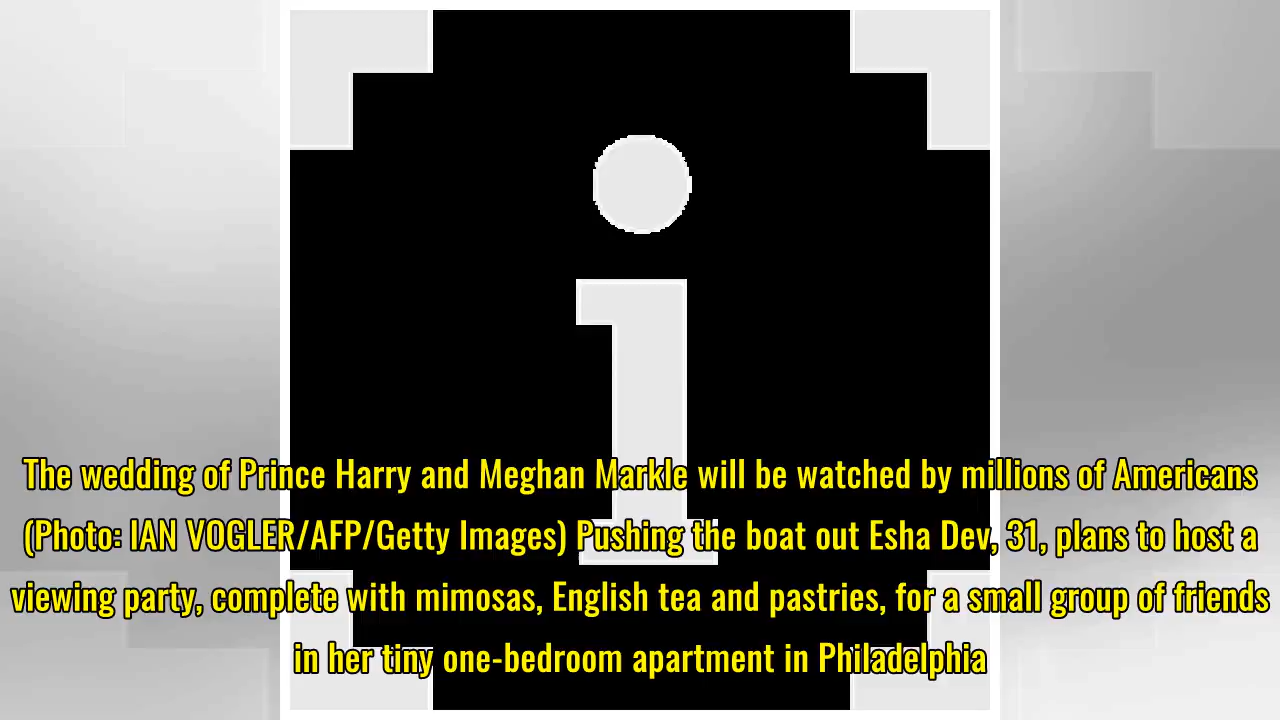 i
The wedding of Prince Harry and Meghan Markle will be watched by millions of Americans
(Photo: IAN VOGLER/AFP/Getty Images) Pushing the boat out Esha Dev, 31, plans to host a
viewing party, complete with mimosas, English tea and pastries, for a small group of friends
in her tiny one-bedroom apartment in Philadelphia